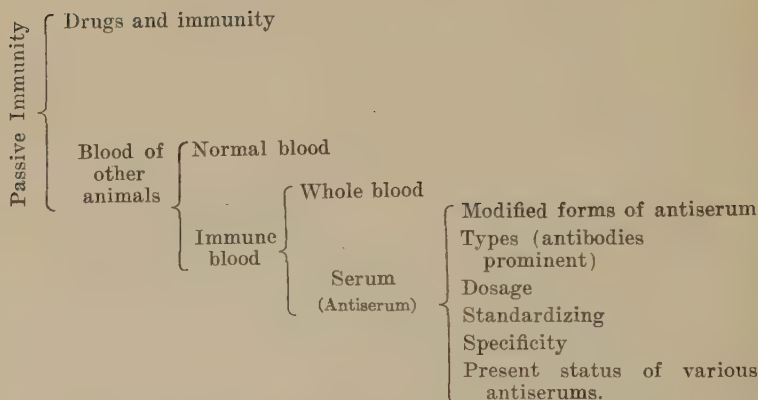 Passive Immunity
Drugs and immunity
Blood of
other
animals
Normal blood
Immune
blood
Whole blood
Serum
(Antiserum)
Modified forms of antiserum
Types (antibodies
prominent)
Dosage
Standardizing
Specificity
Present status of various
antiserums.